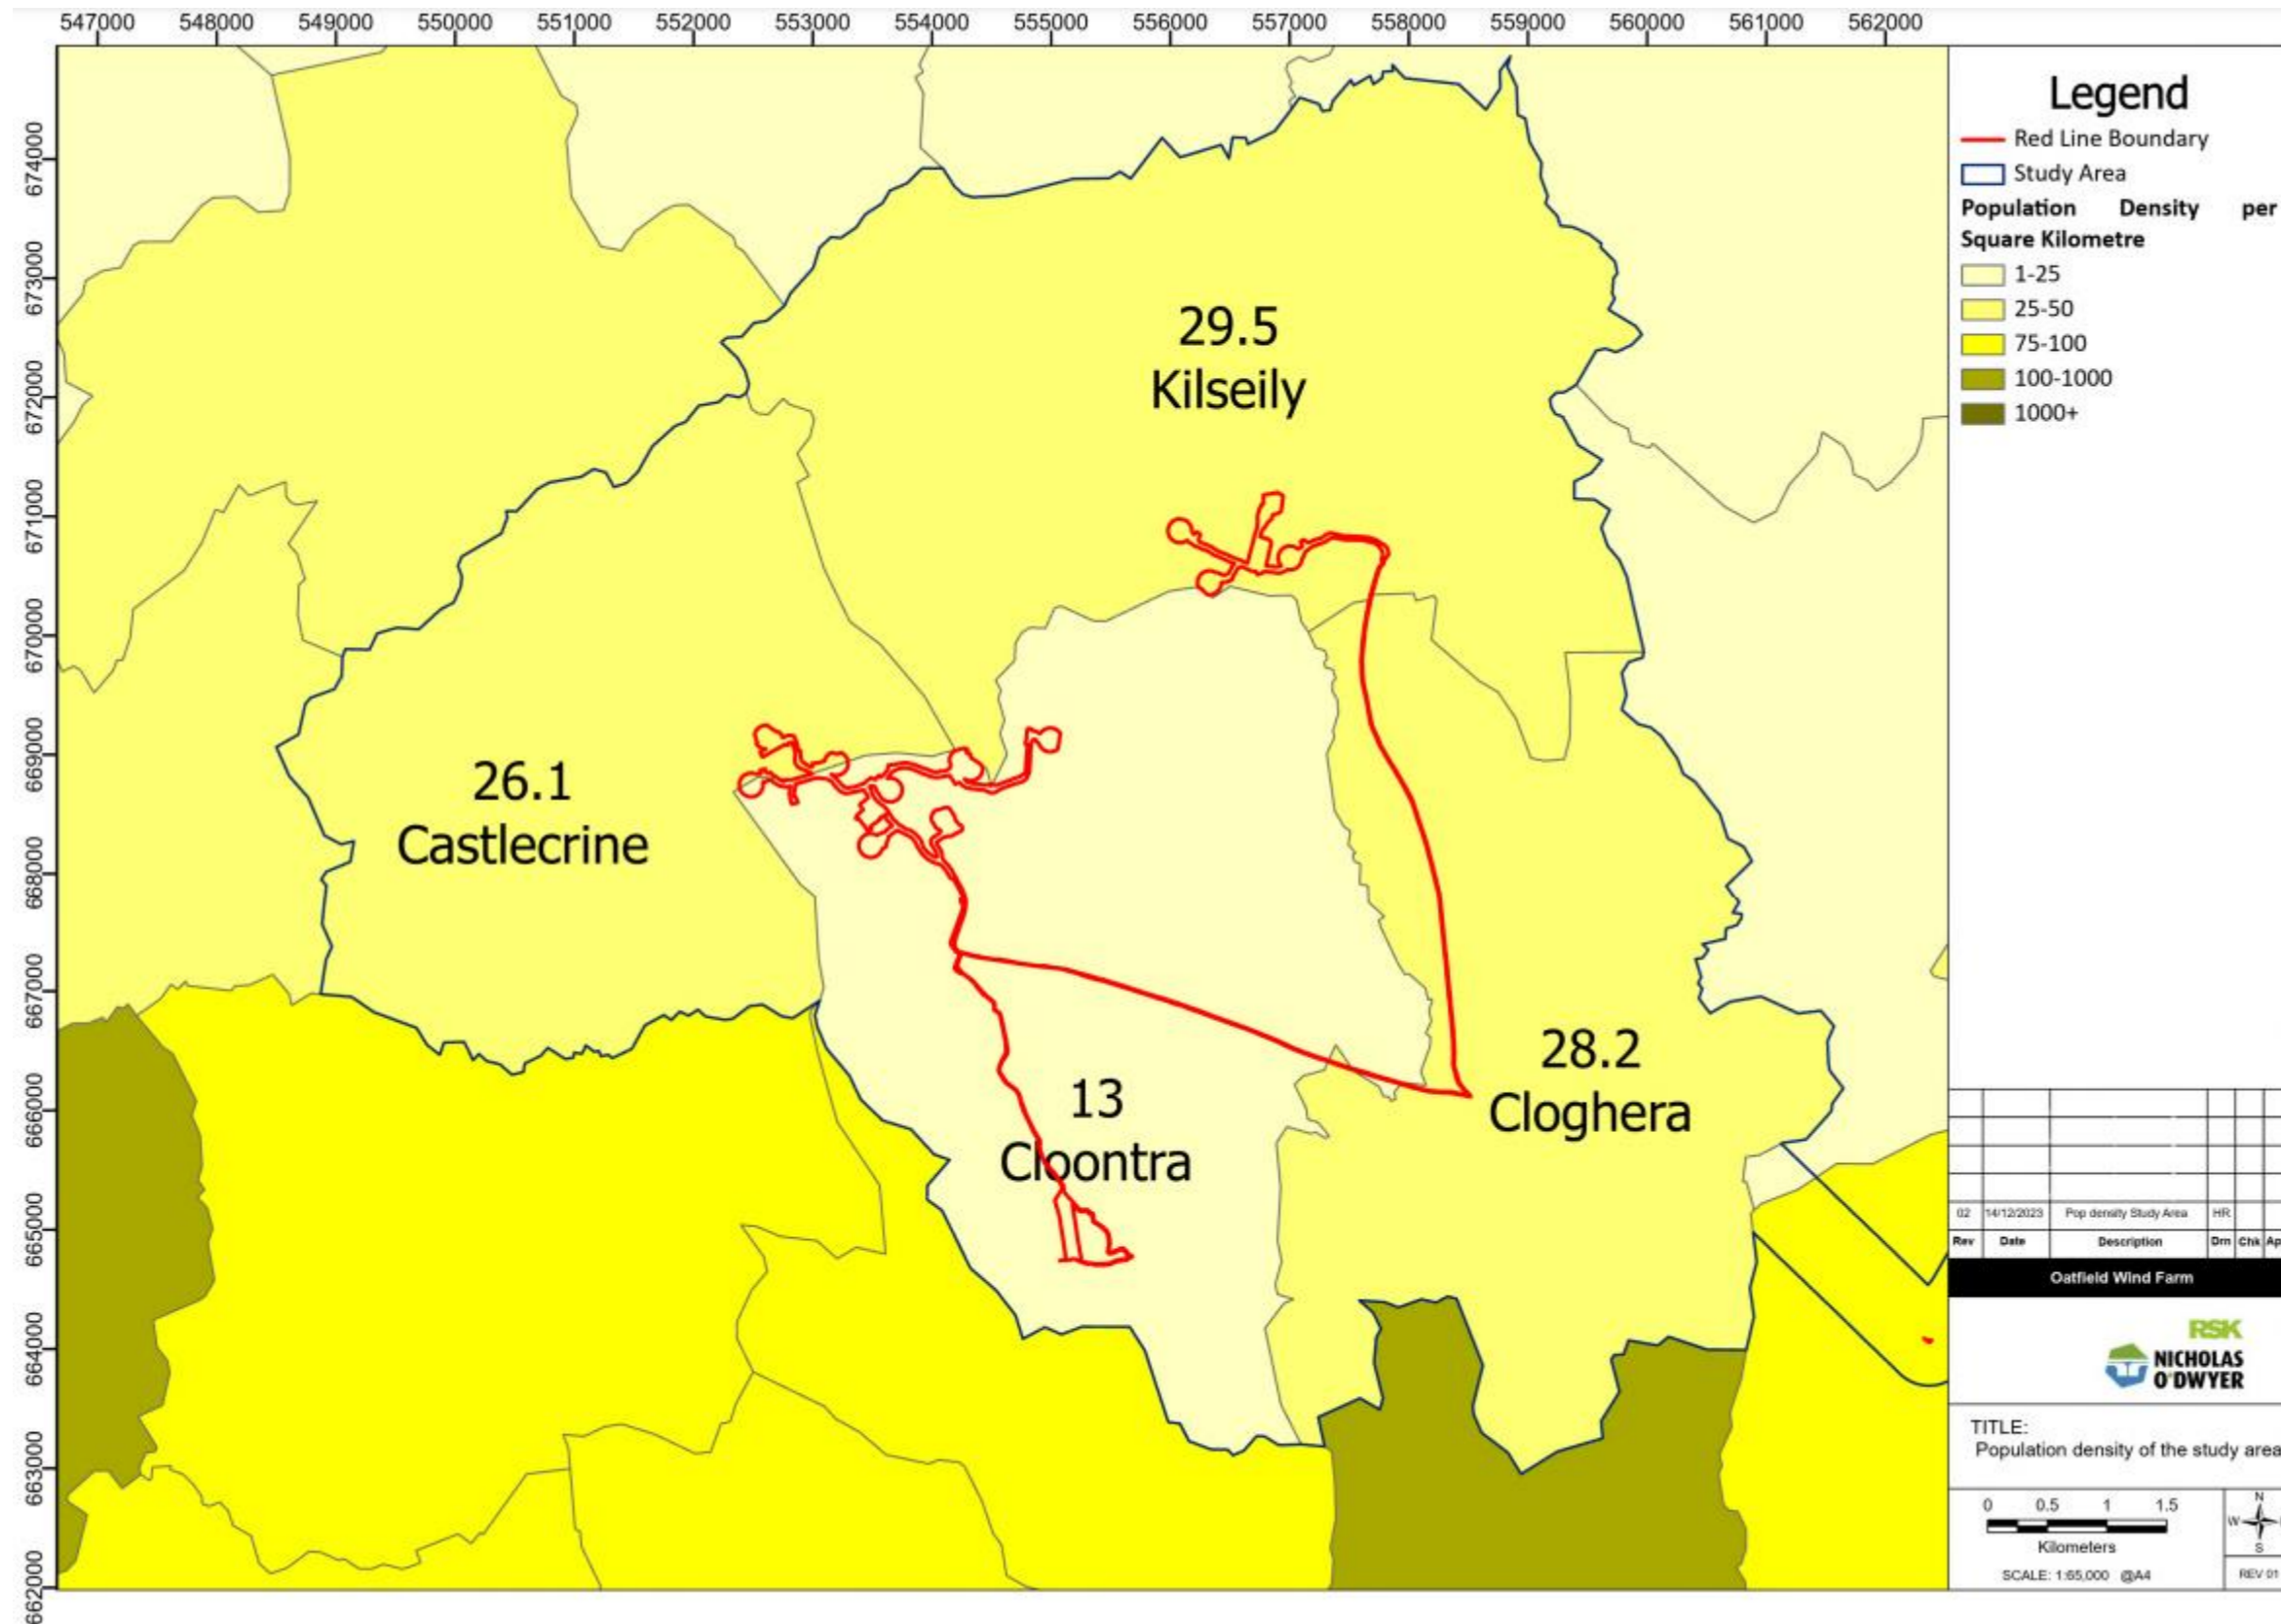 547000 548000 549000 550000 551000 552000 553000 554000 555000 556000 557000 558000 559000 560000 561000 562000
674000
673000
672000
671000
670000
669000
668000
667000
666000
665000
664000
663000
662000
29.5
Kilseily
26.1
Castlecrine
28.2
Cloghera
13
Cloontra
Legend
Red Line Boundary
Study Area
Population Density per
Square Kilometre
1-25
25-50
75-100
100-1000
1000+
02 14/12/2023 Pop density Study Area HR
Rev Date Description Drn Chk Ap
Oatfield Wind Farm
RSK
NICHOLAS
O'DWYER
TITLE:
Population density of the study area
0 0.5 1 1.5
Kilometers
SCALE: 1:65,000 @A4
N
W
S
REV 01